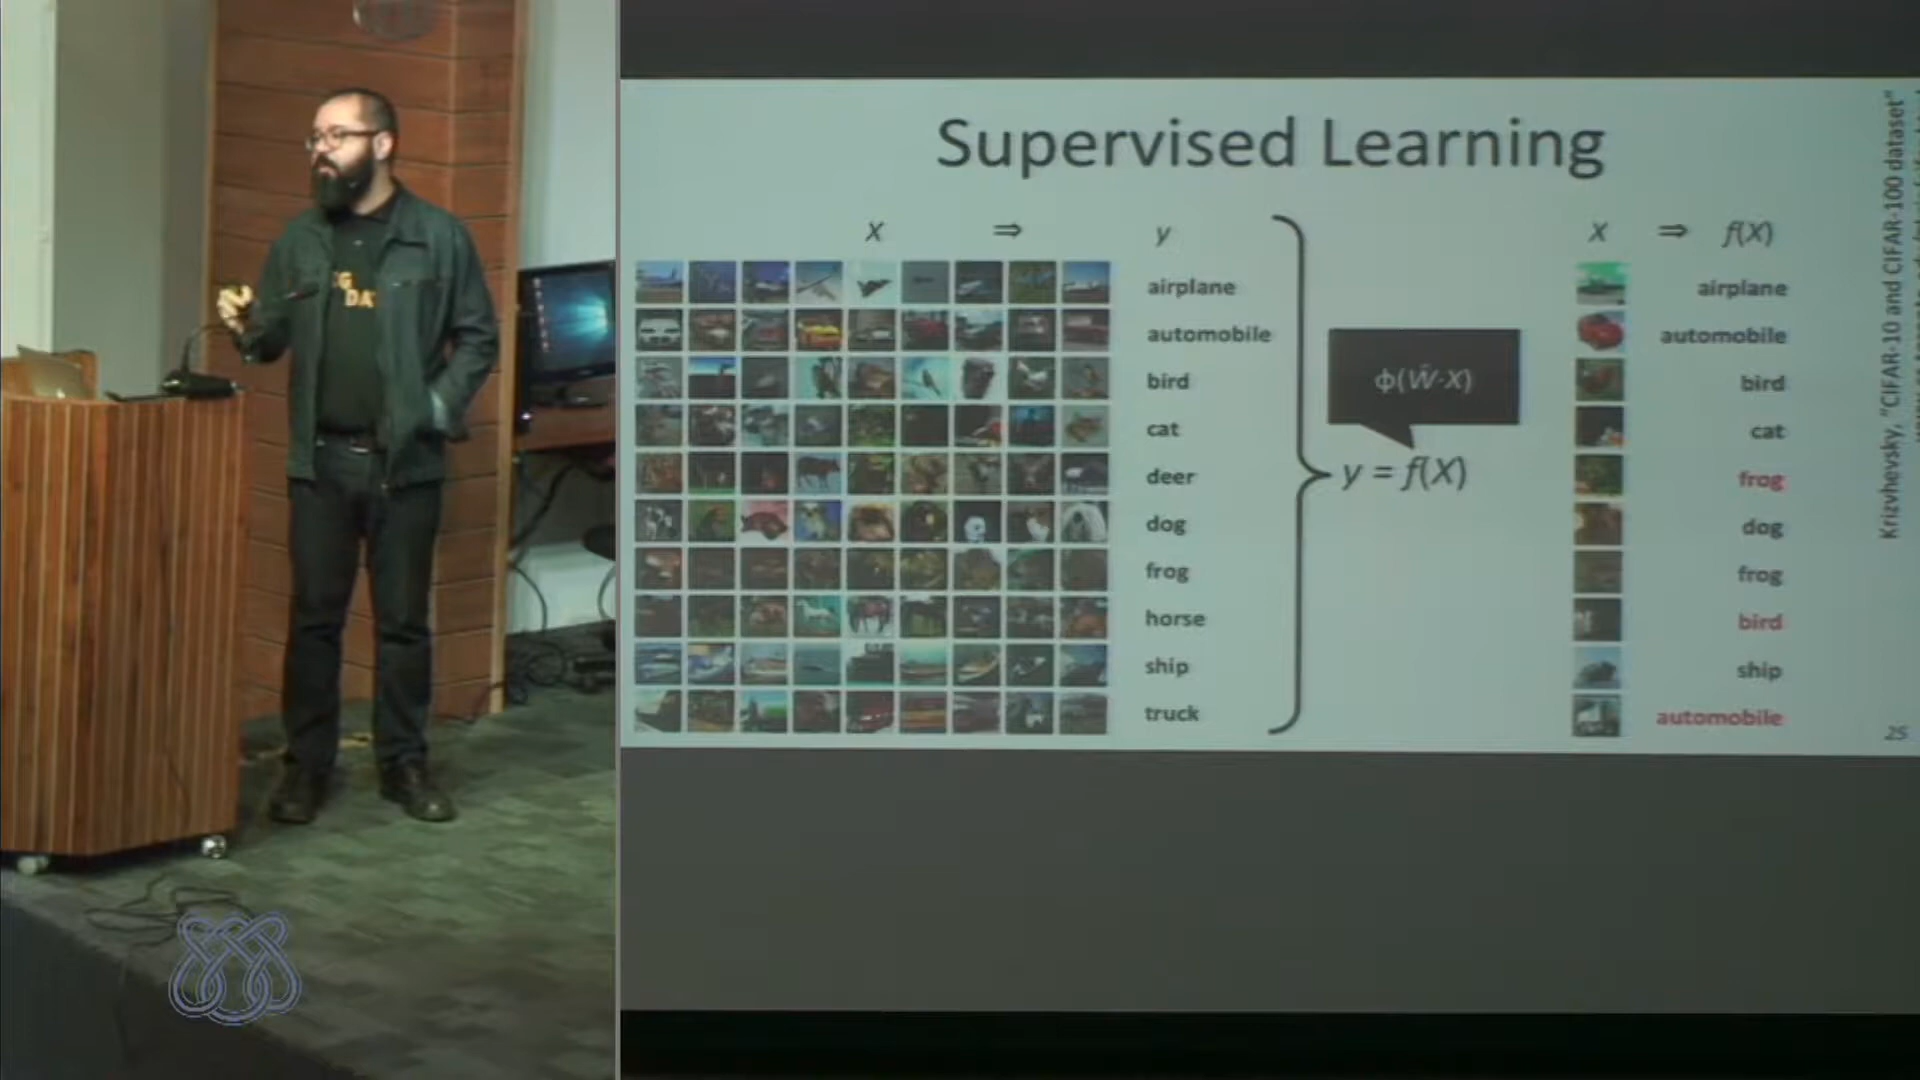 Supervised Learning
X ⇒ y
airplane
automobile
bird
cat
deer
dog
frog
horse
ship
truck
ϕ(W̄·X)
y = f(X)
X ⇒ f(X)
airplane
automobile
bird
cat
frog
dog
frog
bird
ship
automobile
Krizvhevsky, "CIFAR-10 and CIFAR-100 dataset"
25